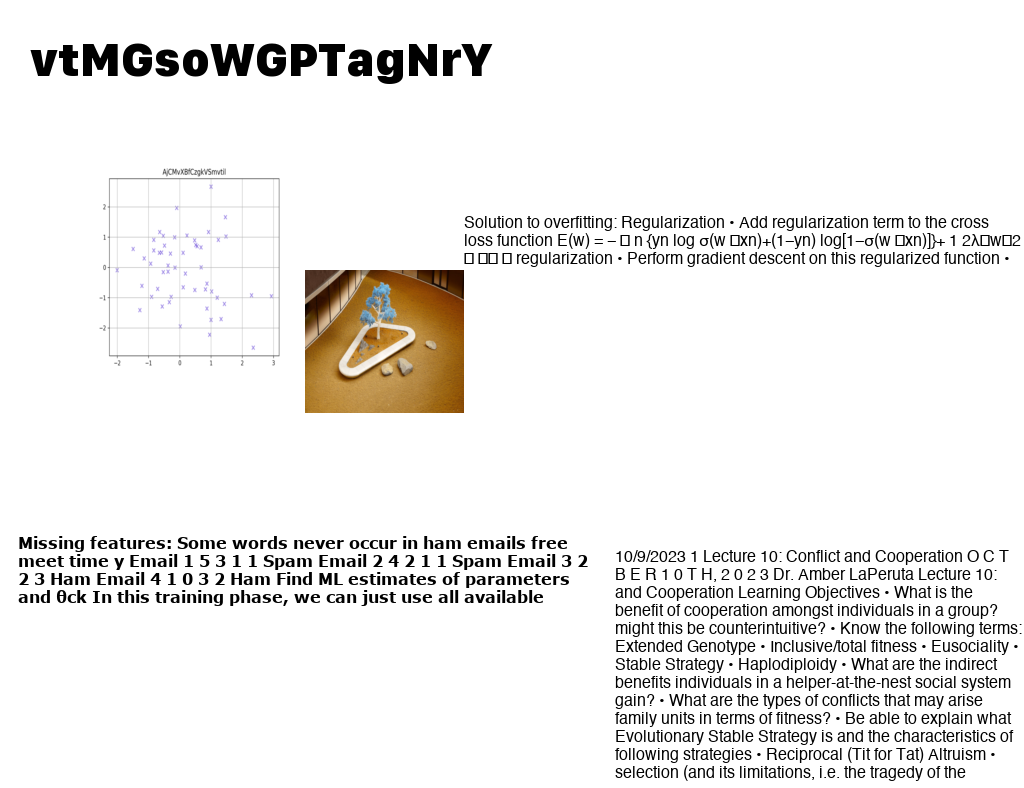 vtMGsoWGPTagNrY
AjCMvXBfCzgkVSmvtil
2
1
0
−1
−2
−2 −1 0 1 2 3
Solution to overfitting: Regularization • Add regularization term to the cross
loss function E(w) = – □ n {yn log σ(w □xn)+(1–yn) log[1–σ(w □xn)]}+ 1 2λ□w□2
□ □□ □ regularization • Perform gradient descent on this regularized function •
Missing features: Some words never occur in ham emails free
meet time y Email 1 5 3 1 1 Spam Email 2 4 2 1 1 Spam Email 3 2
2 3 Ham Email 4 1 0 3 2 Ham Find ML estimates of parameters
and θck In this training phase, we can just use all available
10/9/2023 1 Lecture 10: Conflict and Cooperation O C T
B E R 1 0 T H, 2 0 2 3 Dr. Amber LaPeruta Lecture 10:
and Cooperation Learning Objectives • What is the
benefit of cooperation amongst individuals in a group?
might this be counterintuitive? • Know the following terms:
Extended Genotype • Inclusive/total fitness • Eusociality •
Stable Strategy • Haplodiploidy • What are the indirect
benefits individuals in a helper-at-the-nest social system
gain? • What are the types of conflicts that may arise
family units in terms of fitness? • Be able to explain what
Evolutionary Stable Strategy is and the characteristics of
following strategies • Reciprocal (Tit for Tat) Altruism •
selection (and its limitations, i.e. the tragedy of the